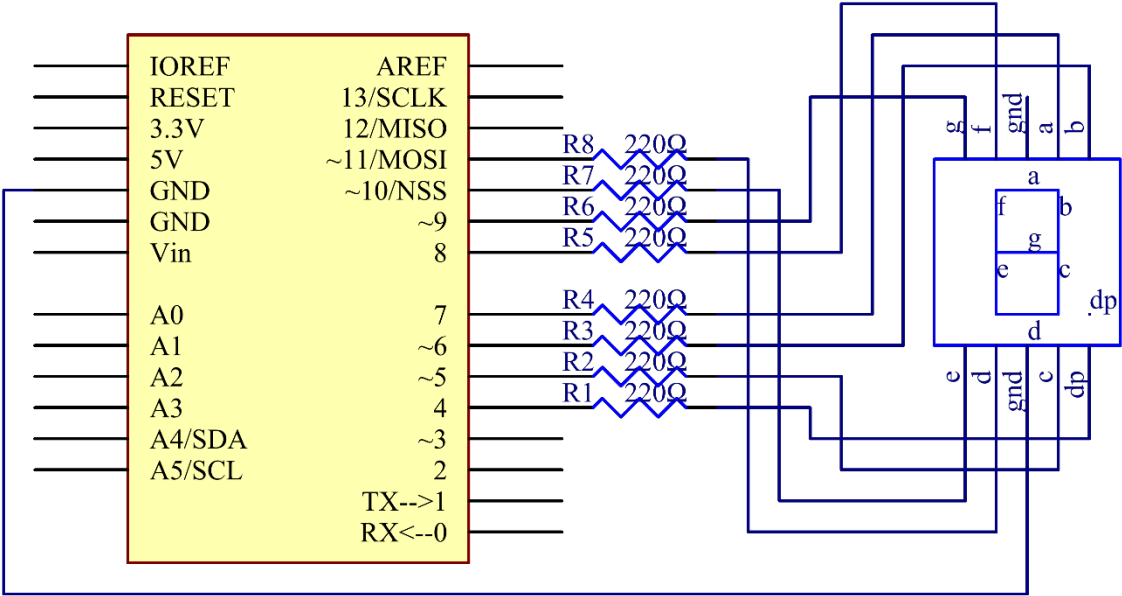 IOREF AREF
RESET 13/SCLK
3.3V 12/MISO
5V ~11/MOSI
GND ~10/NSS
GND ~9
Vin 8
A0 7
A1 ~6
A2 ~5
A3 4
A4/SDA ~3
A5/SCL 2
TX-->1
RX<--0
R8 220Ω
R7 220Ω
R6 220Ω
R5 220Ω
R4 220Ω
R3 220Ω
R2 220Ω
R1 220Ω
g f gnd a b
a
f b
g
e c
dp
d
e d gnd c dp